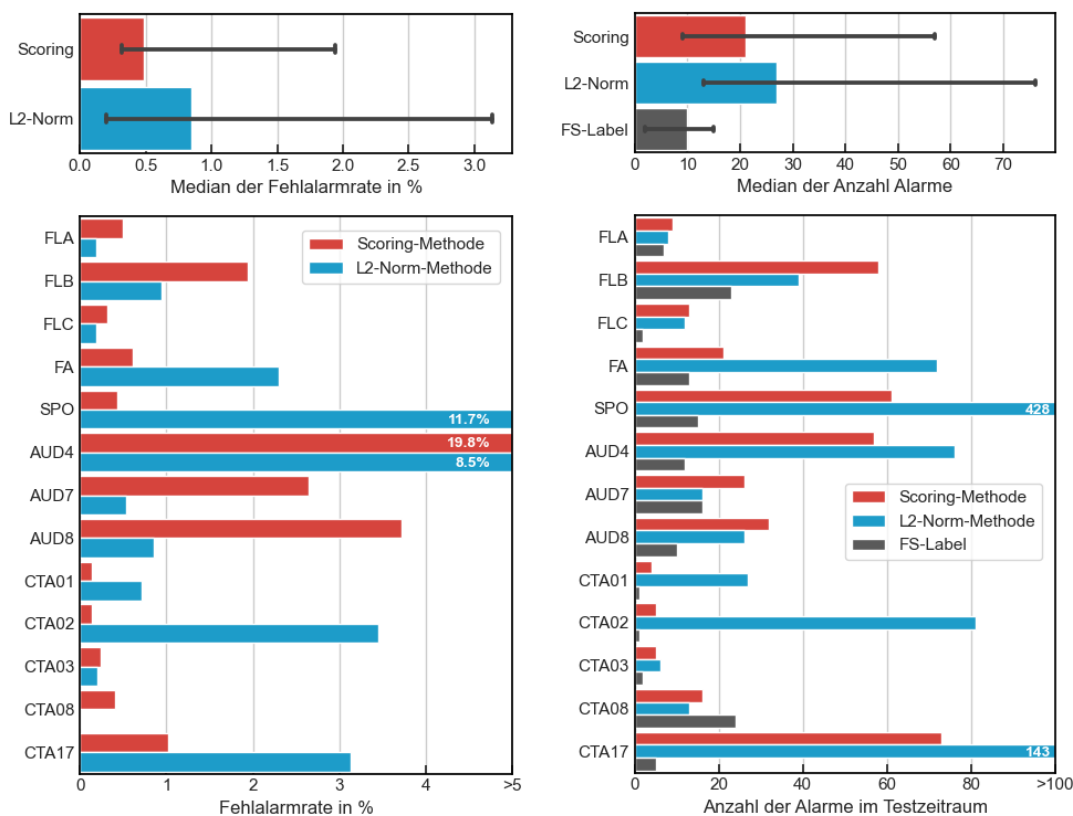 Scoring
L2-Norm
0.0 0.5 1.0 1.5 2.0 2.5 3.0
Median der Fehlalarmrate in %
Scoring
L2-Norm
FS-Label
0 10 20 30 40 50 60 70
Median der Anzahl Alarme
FLA
FLB
FLC
FA
SPO
AUD4
AUD7
AUD8
CTA01
CTA02
CTA03
CTA08
CTA17
Scoring-Methode
L2-Norm-Methode
11.7%
19.8%
8.5%
0 1 2 3 4 >5
Fehlalarmrate in %
FLA
FLB
FLC
FA
SPO
AUD4
AUD7
AUD8
CTA01
CTA02
CTA03
CTA08
CTA17
428
Scoring-Methode
L2-Norm-Methode
FS-Label
143
0 20 40 60 80 >100
Anzahl der Alarme im Testzeitraum